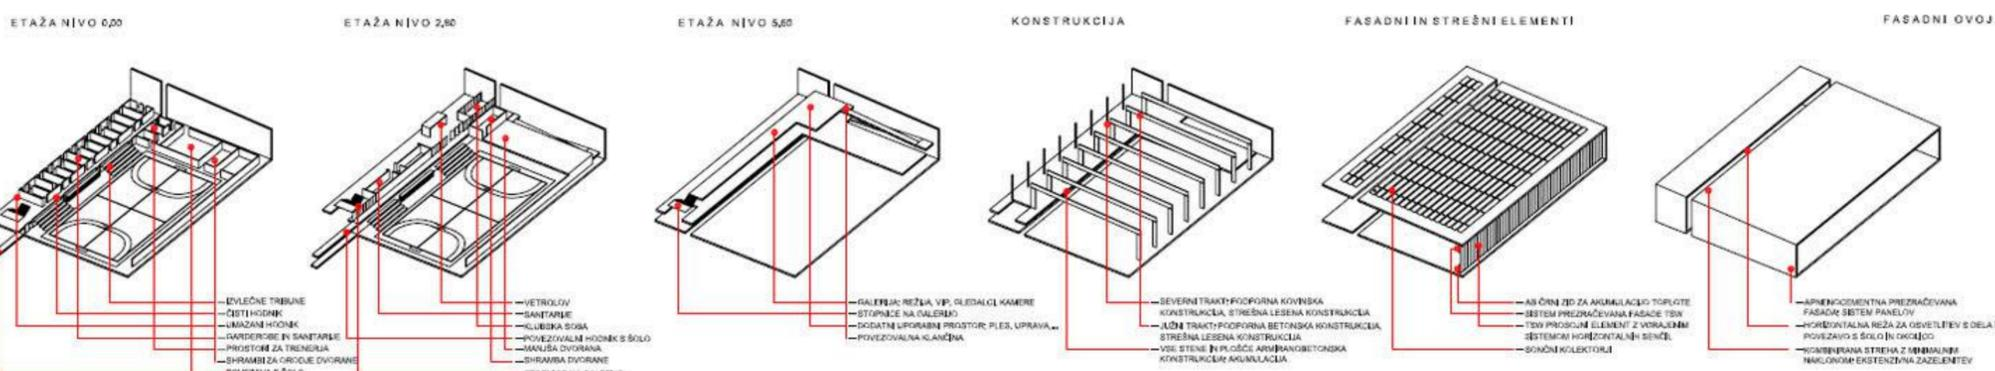 ETAŽA NIVO 0,00
IZVLEČNE TRIBUNE
ČISTI HODNIK
UMAZANI HODNIK
GARDEROBE IN SANITARIJE
PROSTORI ZA TRENERJA
SHRAMBI ZA ORODJE DVORANE
ETAŽA NIVO 2,80
VETROLOV
SANITARIJE
KLUBSKA SOBA
POVEZOVALNI HODNIK S ŠOLO
MANJŠA DVORANA
SHRAMBA DVORANE
ETAŽA NIVO 5,60
GALERIJA; REŽIJA, VIP, GLEDALCI, KAMERE
STOPNICE NA GALERIJO
DODATNI UPORABNI PROSTOR; PLES, UPRAVA,...
POVEZOVALNA KLANČINA
KONSTRUKCIJA
SEVERNI TRAKT; PODPORNA KOVINSKA
KONSTRUKCIJA, STREŠNA LESENA KONSTRUKCIJA
JUŽNI TRAKT; PODPORNA BETONSKA KONSTRUKCIJA,
STREŠNA LESENA KONSTRUKCIJA
VSE STENE IN PLOŠČE ARMIRANOBETONSKA
KONSTRUKCIJA; AKUMULACIJA
FASADNI IN STREŠNI ELEMENTI
AB ČRNI ZID ZA AKUMULACIJO TOPLOTE
SISTEM PREZRAČEVANA FASADE TSW
TSW PROSOJNI ELEMENT Z VGRAJENIM
SISTEMOM HORIZONTALNIH SENČIL
SONČNI KOLEKTORJI
FASADNI OVOJ
APNENOCEMENTNA PREZRAČEVANA
FASADA; SISTEM PANELOV
HORIZONTALNA REŽA ZA OSVETLITEV S DELA
POVEZAVO S ŠOLO IN OKOLICO
KOMBINIRANA STREHA Z MINIMALNIM
NAKLONOM; EKSTENZIVNA ZAZELENITEV